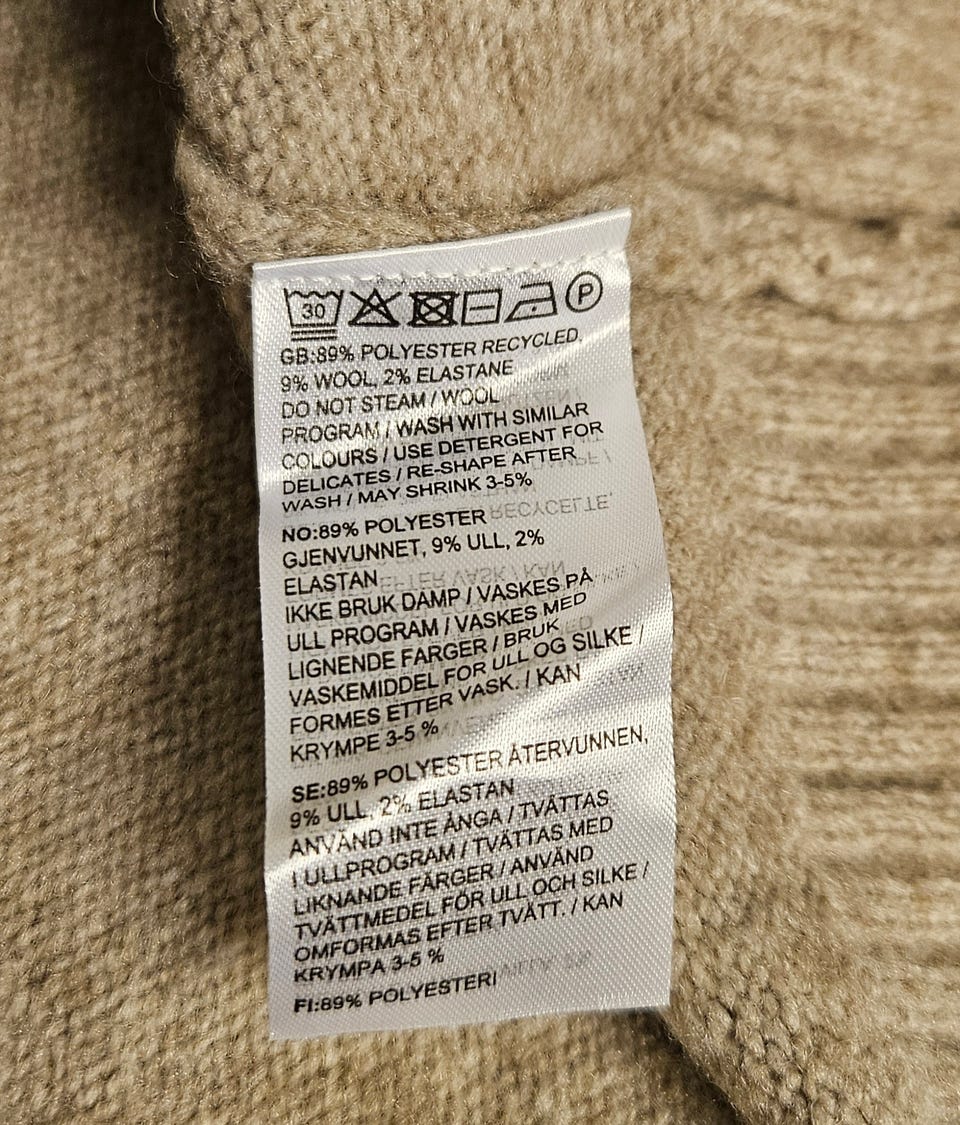 30 P
GB:89% POLYESTER RECYCLED,
9% WOOL, 2% ELASTANE
DO NOT STEAM / WOOL
PROGRAM / WASH WITH SIMILAR
COLOURS / USE DETERGENT FOR
DELICATES / RE-SHAPE AFTER
WASH / MAY SHRINK 3-5%
NO:89% POLYESTER
GJENVUNNET, 9% ULL, 2%
ELASTAN
IKKE BRUK DAMP / VASKES PÅ
ULL PROGRAM / VASKES MED
LIGNENDE FARGER / BRUK
VASKEMIDDEL FOR ULL OG SILKE /
FORMES ETTER VASK. / KAN
KRYMPE 3-5 %
SE:89% POLYESTER ÅTERVUNNEN,
9% ULL, 2% ELASTAN
ANVÄND INTE ÅNGA / TVÄTTAS
I ULLPROGRAM / TVÄTTAS MED
LIKNANDE FÄRGER / ANVÄND
TVÄTTMEDEL FÖR ULL OCH SILKE /
OMFORMAS EFTER TVÄTT. / KAN
KRYMPA 3-5 %
FI:89% POLYESTERI